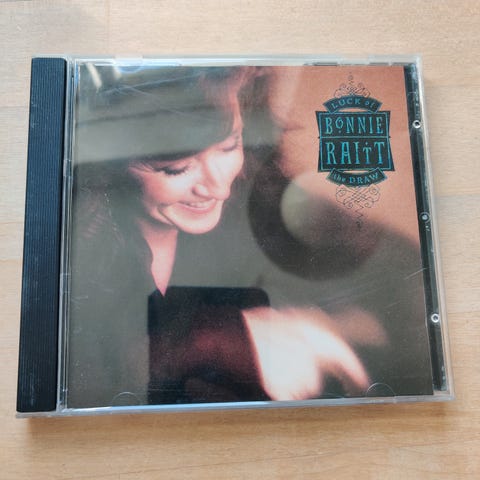 LUCK of
BONNIE
RAITT
the DRAW